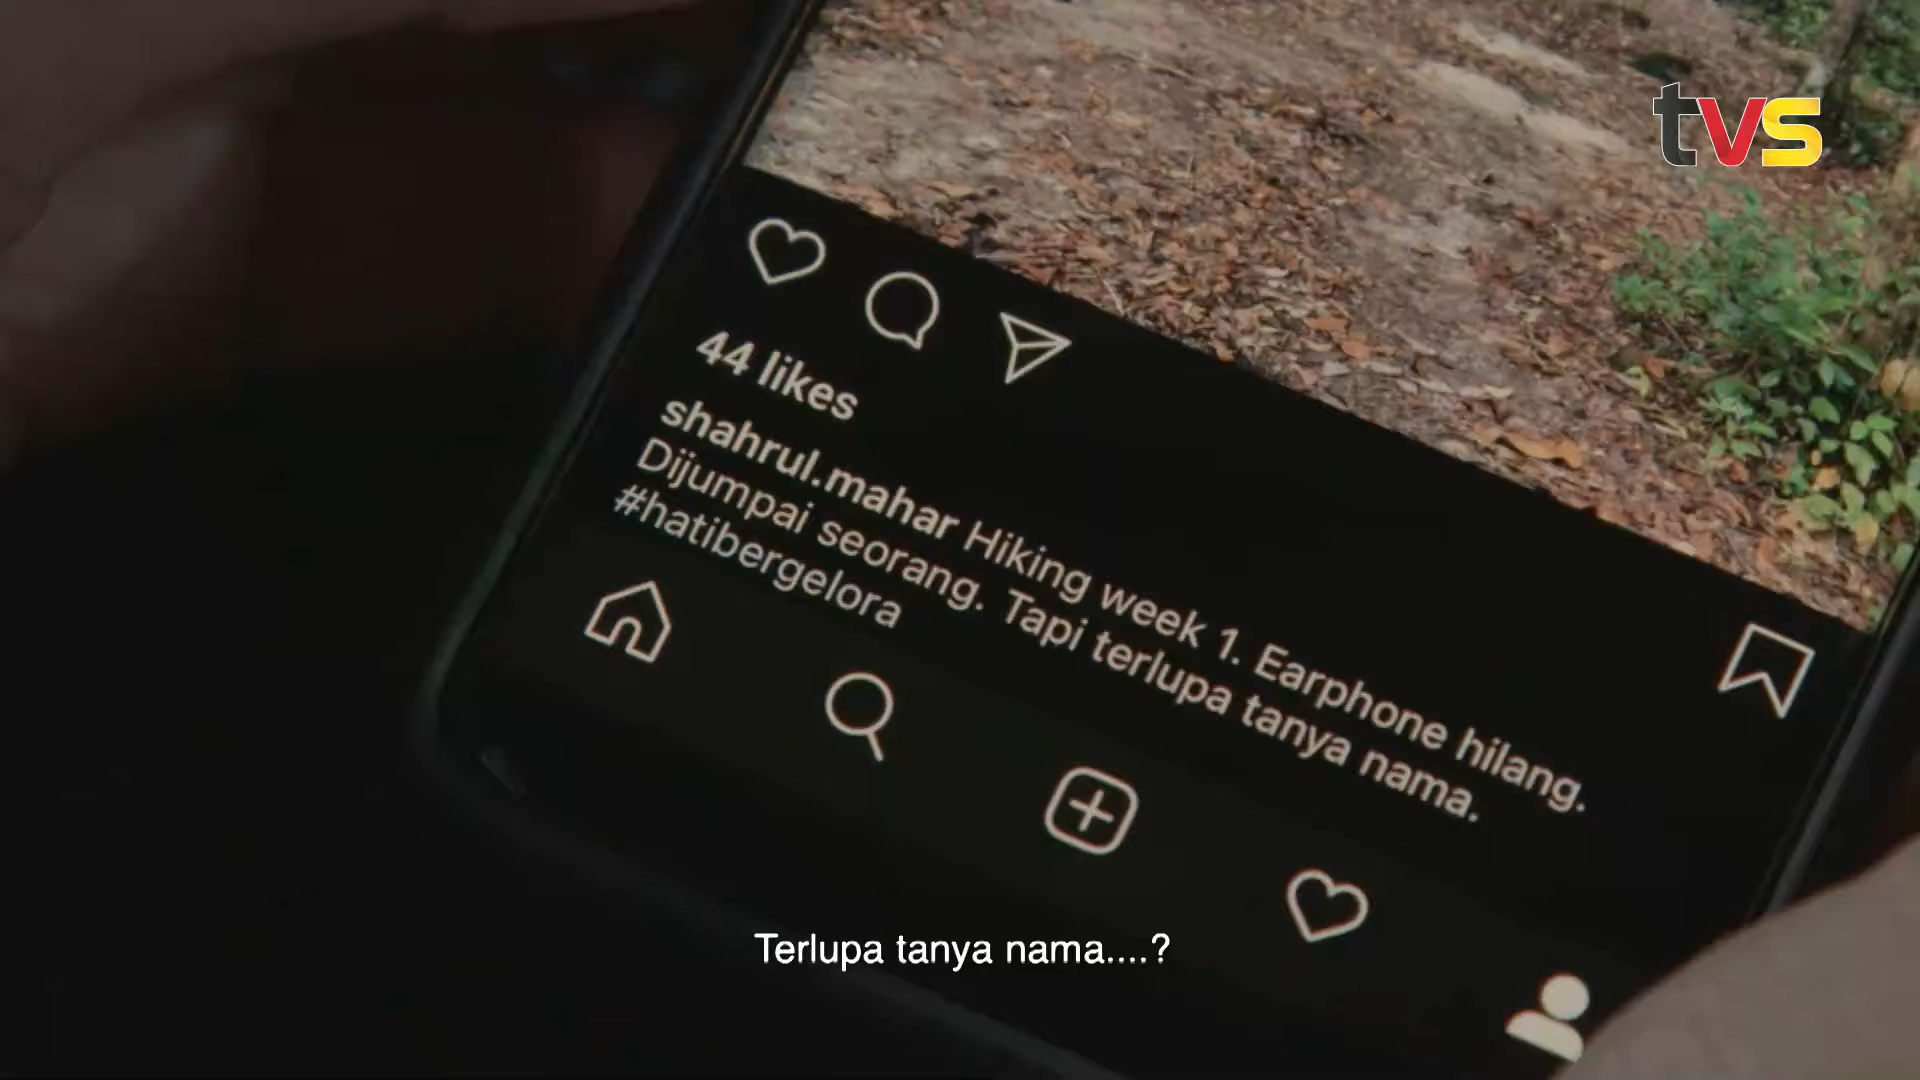 tvs
44 likes
shahrul.mahar Hiking week 1. Earphone hilang.
Dijumpai seorang. Tapi terlupa tanya nama.
#hatibergelora
Terlupa tanya nama....?